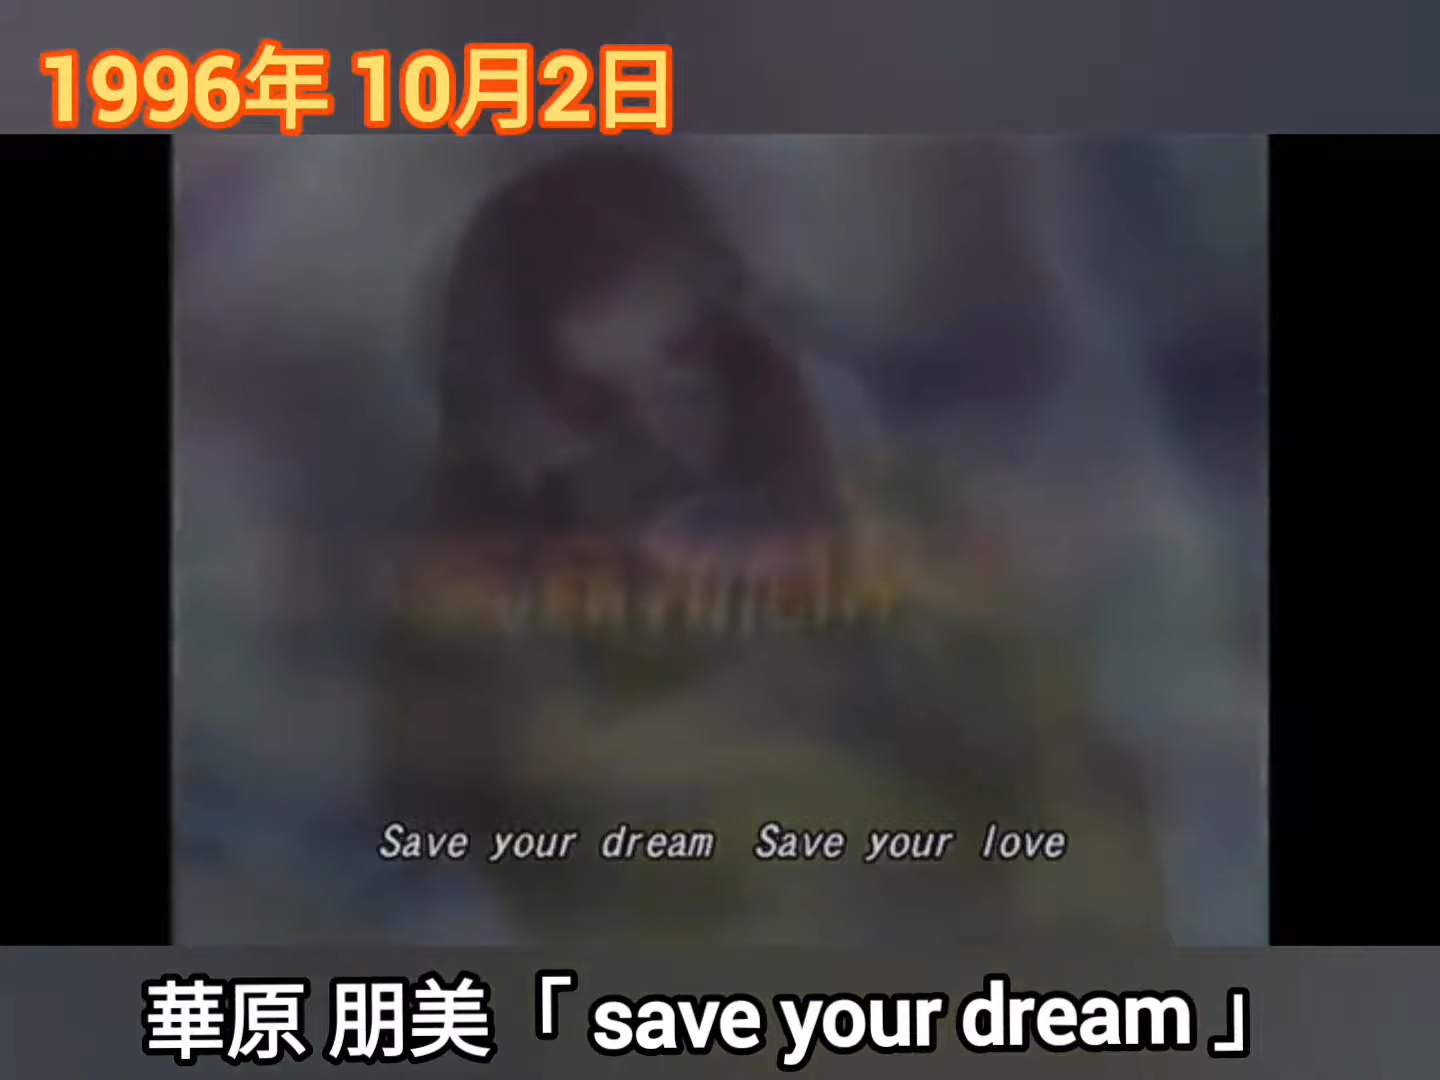 1996年 10月2日
Save your dream Save your love
華原 朋美「 save your dream 」